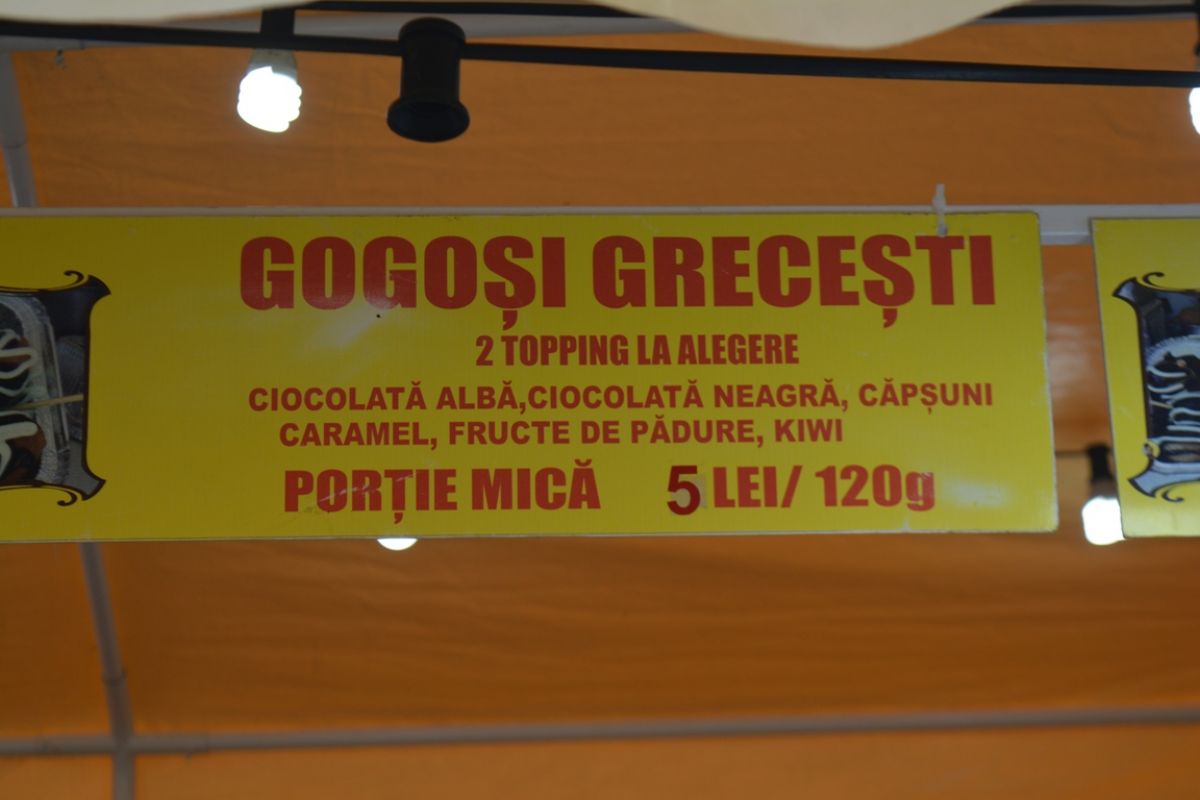 GOGOȘI GRECEȘTI
2 TOPPING LA ALEGERE
CIOCOLATĂ ALBĂ,CIOCOLATĂ NEAGRĂ, CĂPȘUNI
CARAMEL, FRUCTE DE PĂDURE, KIWI
PORȚIE MICĂ 5 LEI/ 120g